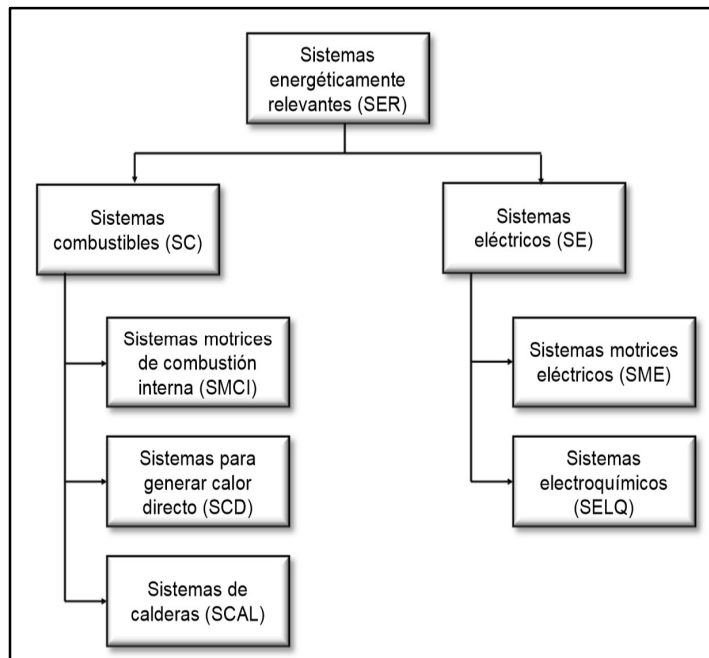 Sistemas
energéticamente
relevantes (SER)
Sistemas
combustibles (SC)
Sistemas
eléctricos (SE)
Sistemas motrices
de combustión
interna (SMCI)
Sistemas motrices
eléctricos (SME)
Sistemas para
generar calor
directo (SCD)
Sistemas
electroquímicos
(SELQ)
Sistemas de
calderas (SCAL)